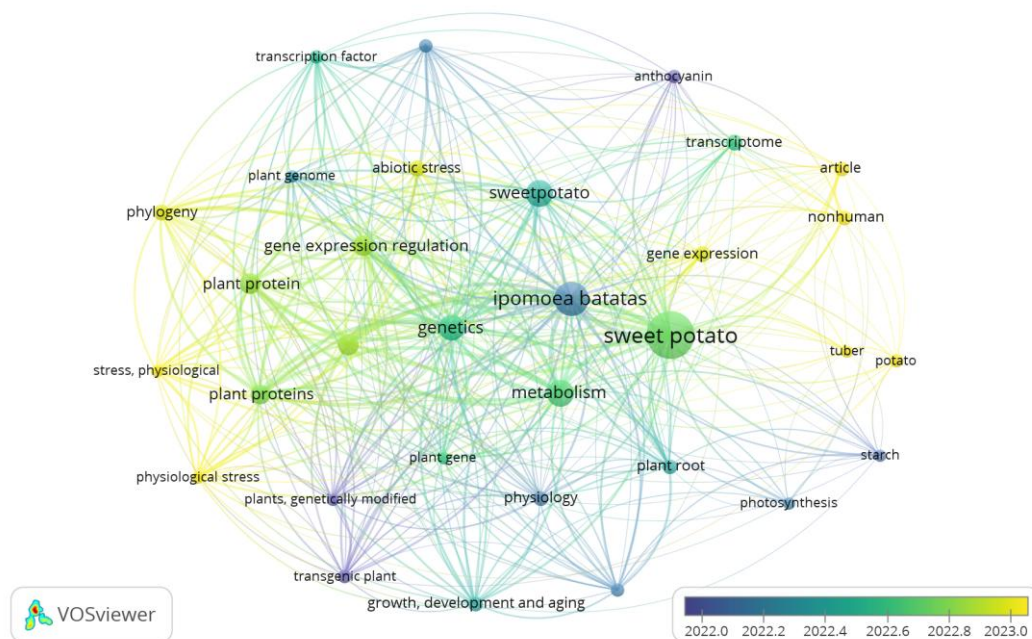 transcription factor
anthocyanin
transcriptome
plant genome
abiotic stress
article
sweetpotato
phylogeny
nonhuman
gene expression regulation
gene expression
plant protein
ipomoea batatas
genetics
sweet potato
tuber
potato
stress, physiological
plant proteins
metabolism
plant gene
plant root
starch
physiological stress
plants, genetically modified
physiology
photosynthesis
transgenic plant
growth, development and aging
VOSviewer
2022.0 2022.2 2022.4 2022.6 2022.8 2023.0